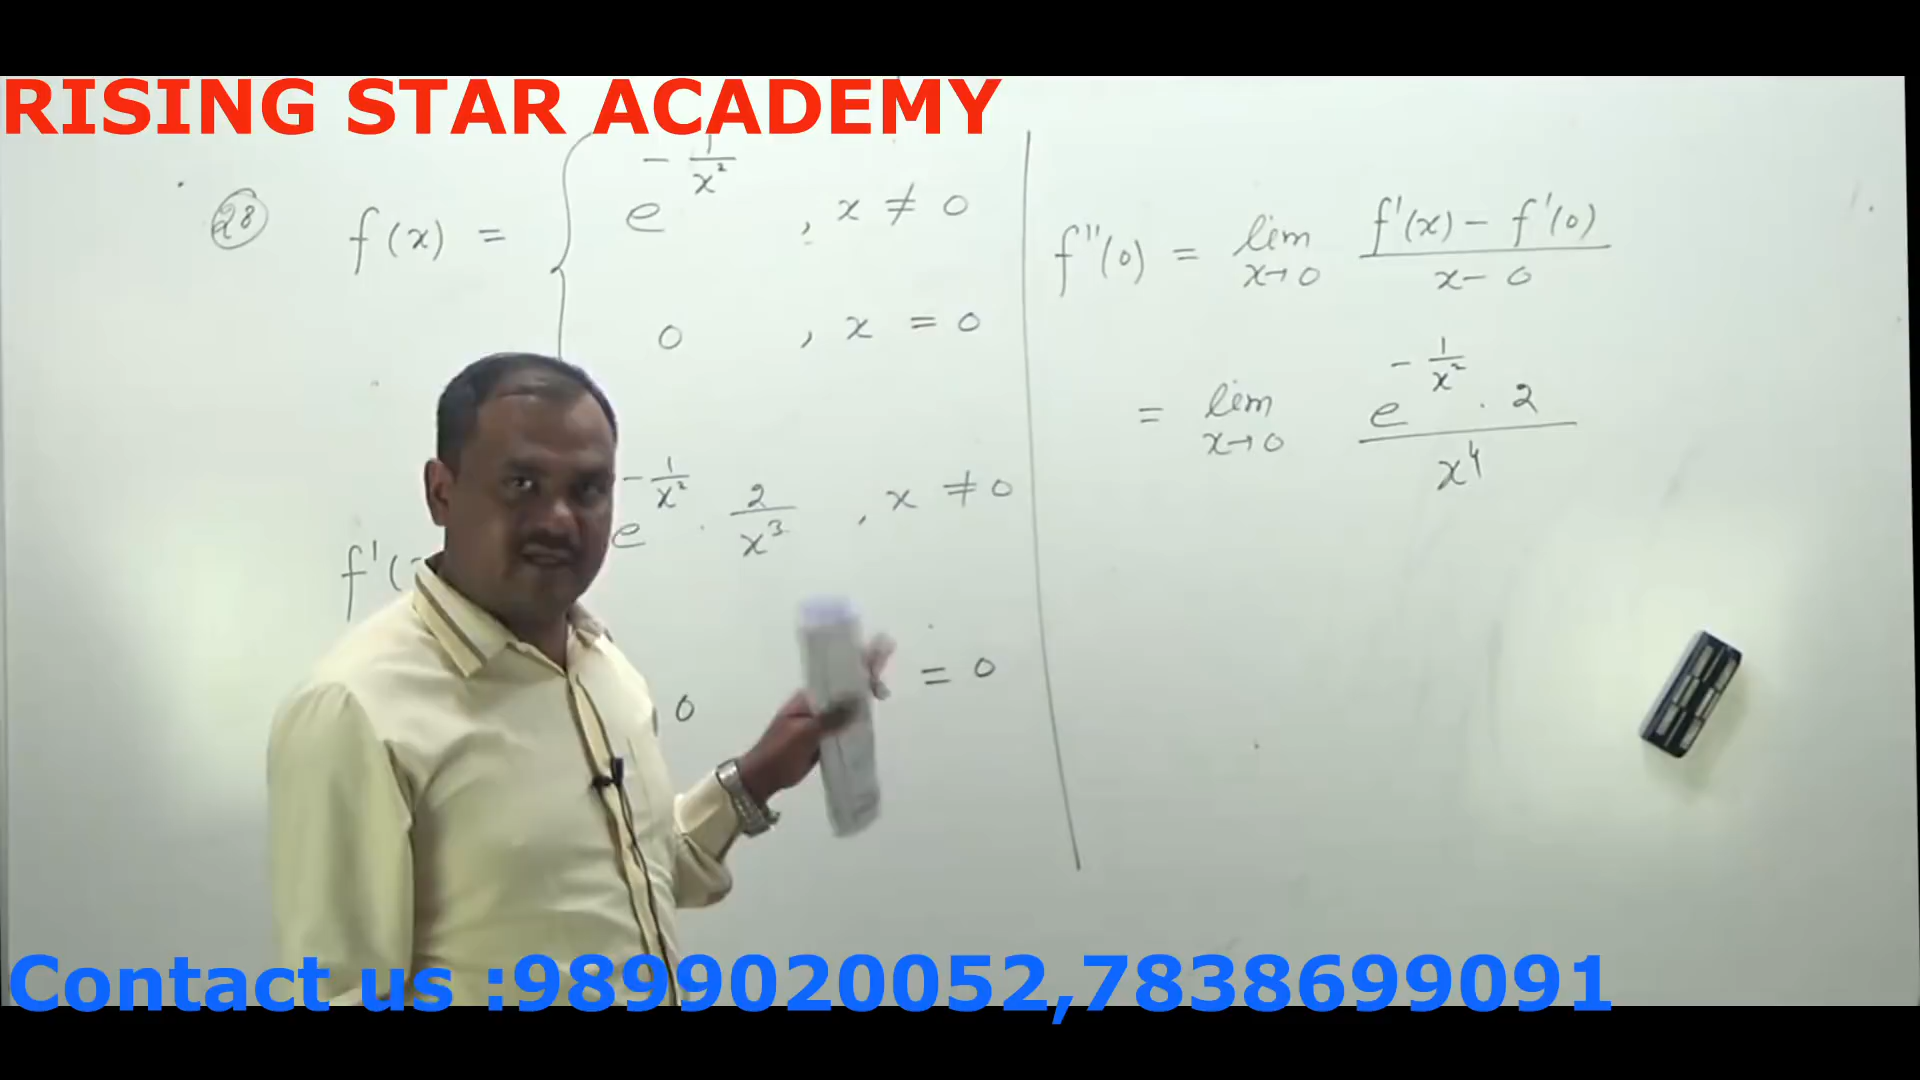 RISING STAR ACADEMY
28 f(x) = { e^{-1/x²} , x ≠ 0
0 , x = 0
f'( e^{-1/x²} · 2/x³ , x ≠ 0
0 = 0
f''(0) = lim x→0 (f'(x) - f'(0))/(x - 0)
= lim x→0 (e^{-1/x²} · 2)/x⁴
Contact us :9899020052,7838699091